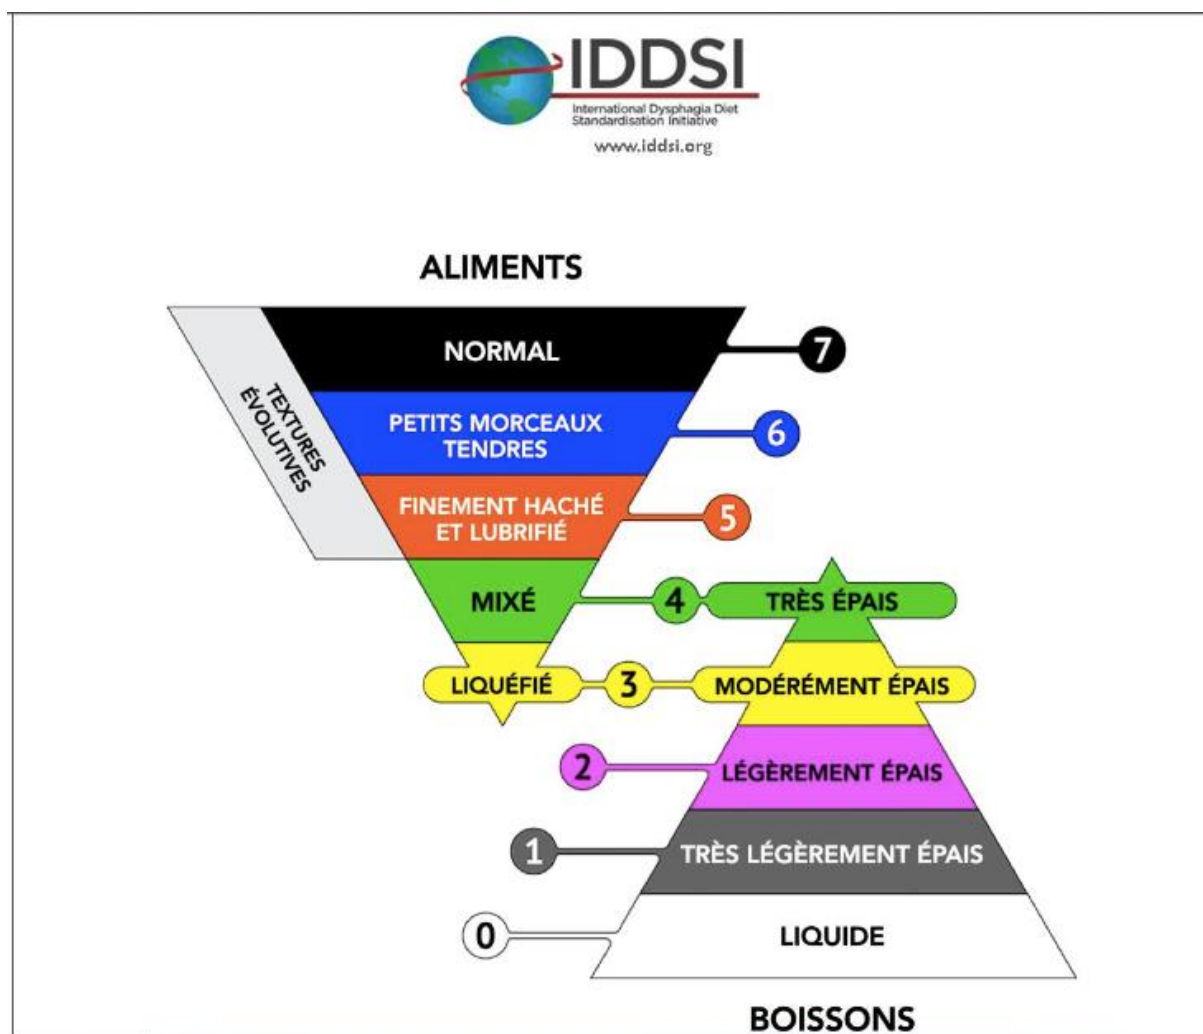 IDDSI
International Dysphagia Diet
Standardisation Initiative
www.iddsi.org
ALIMENTS
NORMAL
7
TEXTURES
ÉVOLUTIVES
PETITS MORCEAUX
TENDRES
6
FINEMENT HACHÉ
ET LUBRIFIÉ
5
MIXÉ
4
TRÈS ÉPAIS
LIQUÉFIÉ
3
MODÉRÉMENT ÉPAIS
2
LÉGÈREMENT ÉPAIS
1
TRÈS LÉGÈREMENT ÉPAIS
0
LIQUIDE
BOISSONS